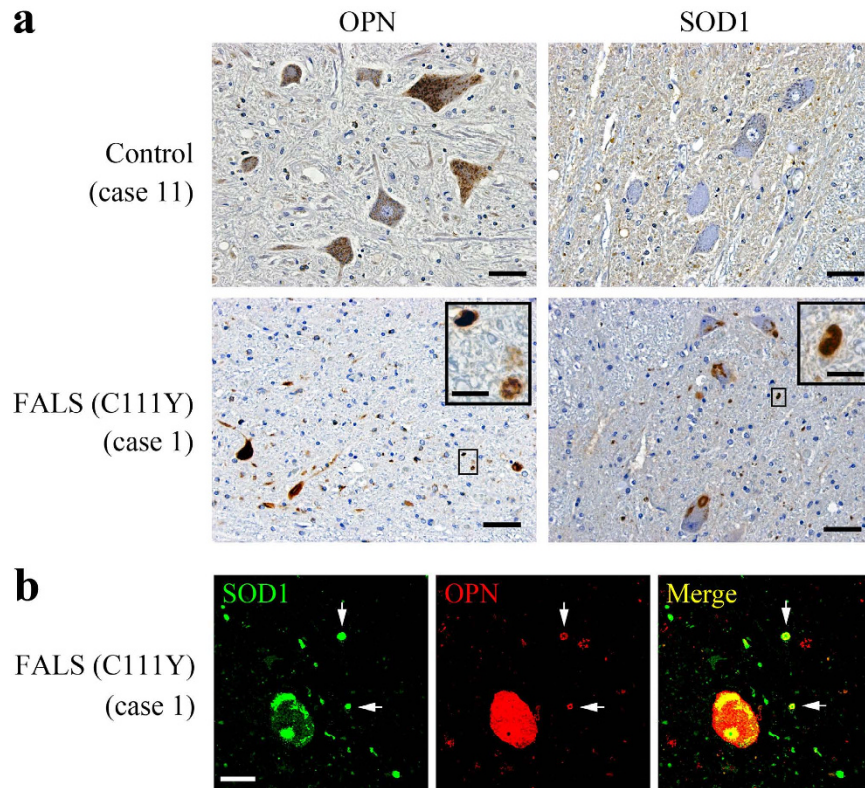 a
OPN
SOD1
Control
(case 11)
FALS (C111Y)
(case 1)
b
SOD1
OPN
Merge
FALS (C111Y)
(case 1)